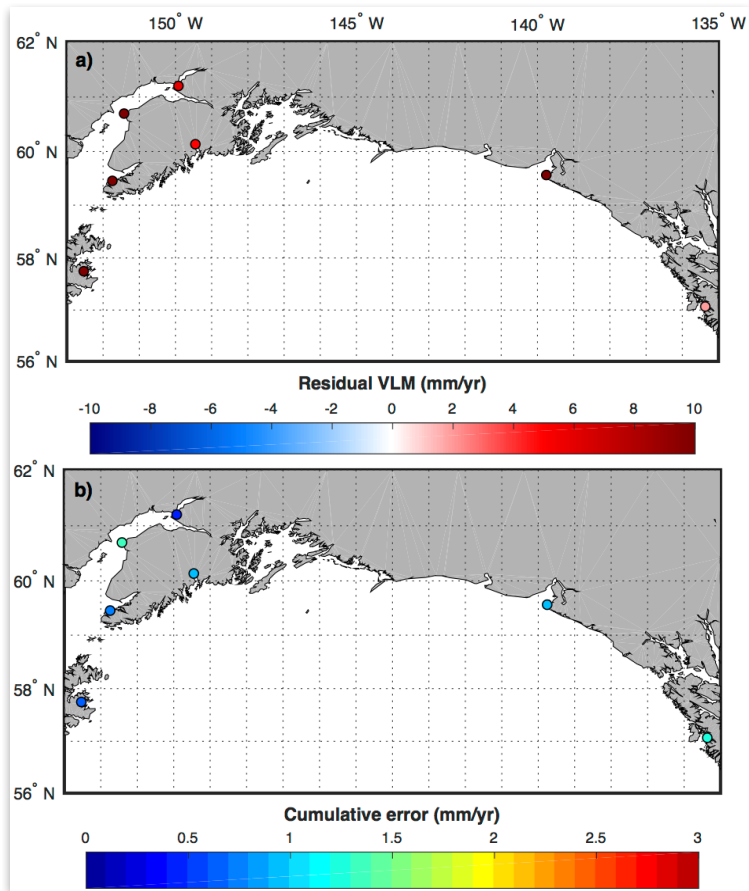 150° W 145° W 140° W 135° W
62° N
a)
60° N
58° N
56° N
Residual VLM (mm/yr)
-10 -8 -6 -4 -2 0 2 4 6 8 10
62° N
b)
60° N
58° N
56° N
Cumulative error (mm/yr)
0 0.5 1 1.5 2 2.5 3